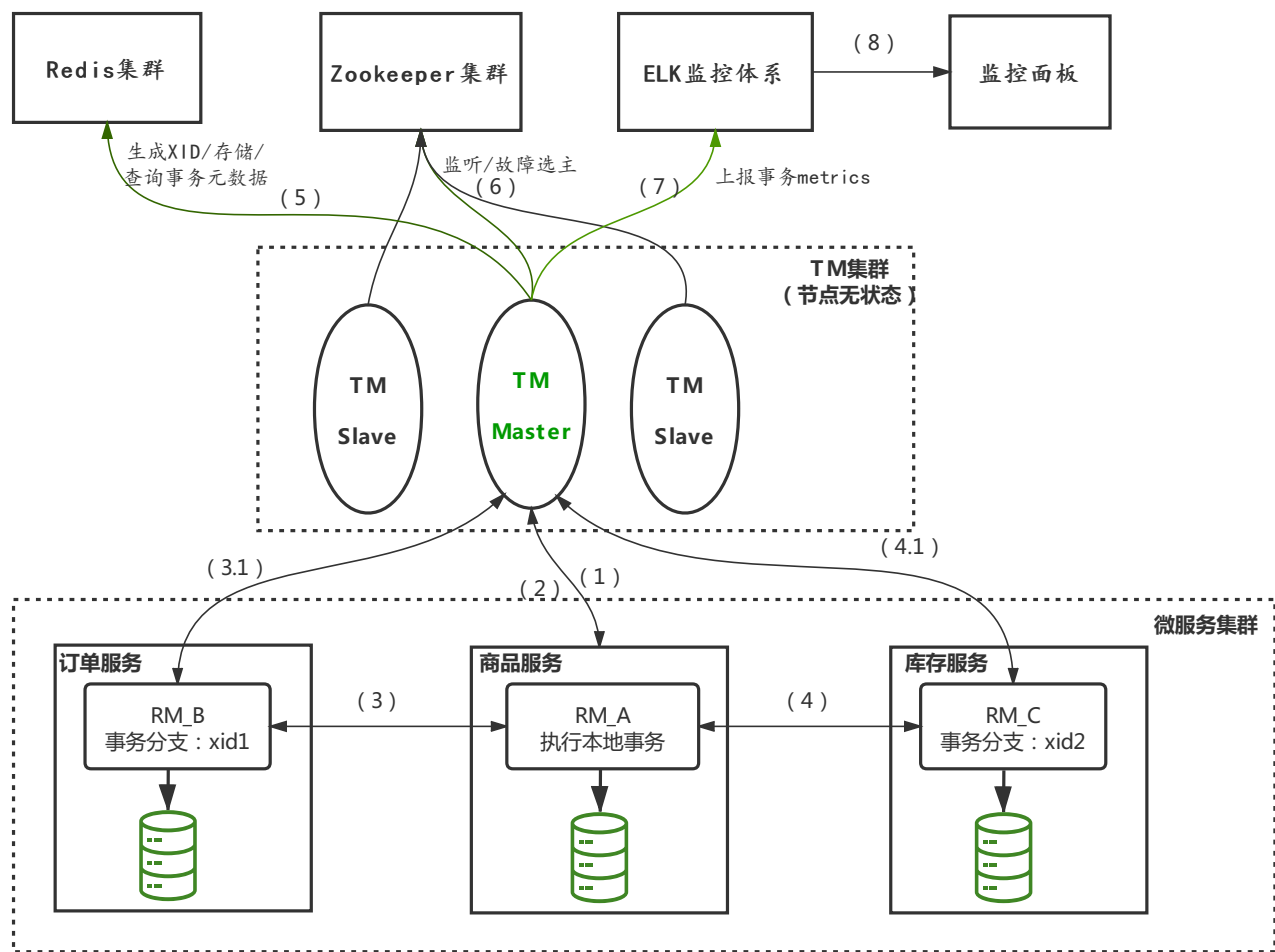 Redis集群
Zookeeper集群
ELK监控体系
(8)
监控面板
生成XID/存储/
查询事务元数据
(5)
监听/故障选主
(6)
(7)
上报事务metrics
TM集群
(节点无状态)
TM
Slave
TM
Master
TM
Slave
(3.1)
(2)
(1)
(4.1)
微服务集群
订单服务
RM_B
事务分支：xid1
(3)
商品服务
RM_A
执行本地事务
(4)
库存服务
RM_C
事务分支：xid2